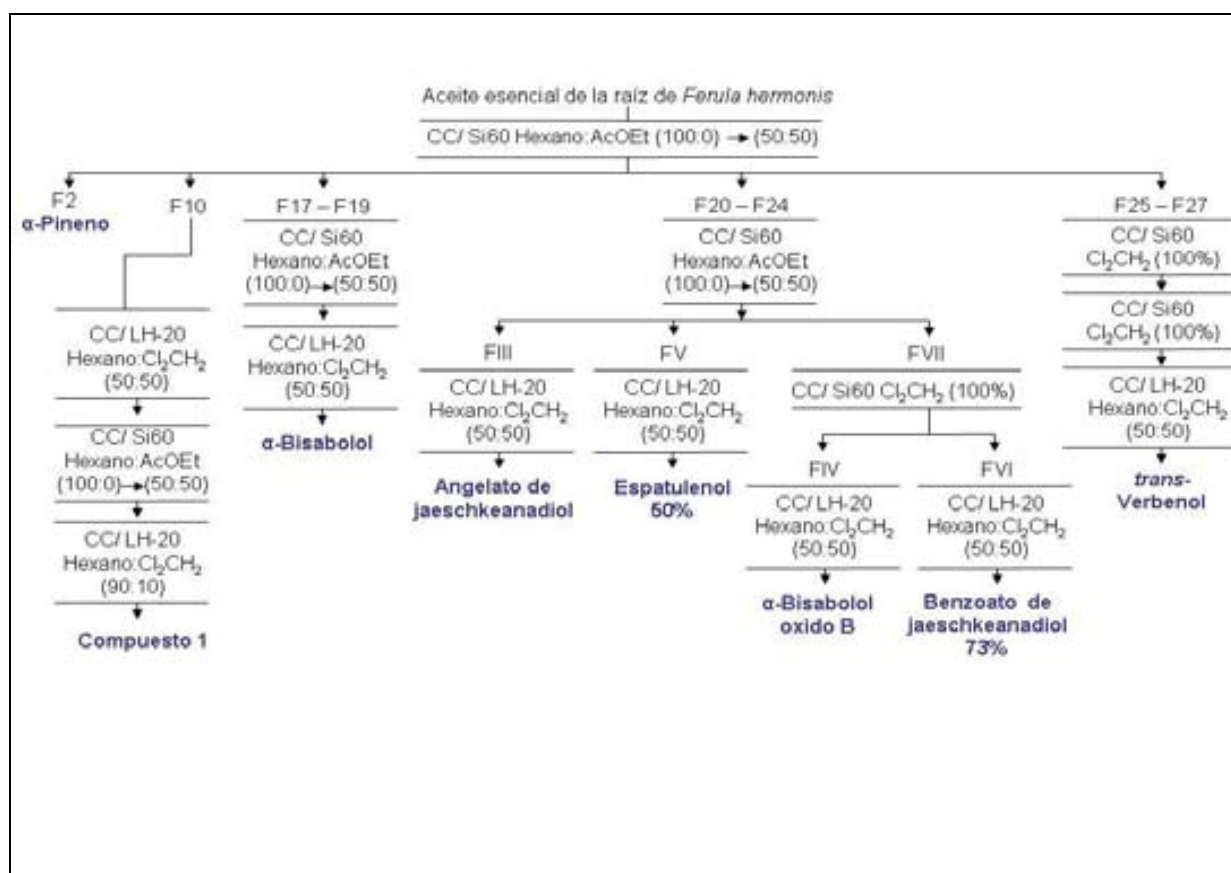 Aceite esencial de la raíz de Ferula hermonis
CC/ Si60 Hexano:AcOEt (100:0) → (50:50)
F2
α-Pineno
F10
CC/ LH-20
Hexano:Cl₂CH₂
(50:50)
CC/ Si60
Hexano:AcOEt
(100:0)→(50:50)
CC/ LH-20
Hexano:Cl₂CH₂
(90:10)
Compuesto 1
F17 – F19
CC/ Si60
Hexano:AcOEt
(100:0)→(50:50)
CC/ LH-20
Hexano:Cl₂CH₂
(50:50)
α-Bisabolol
F20 – F24
CC/ Si60
Hexano:AcOEt
(100:0)→(50:50)
FIII
CC/ LH-20
Hexano:Cl₂CH₂
(50:50)
Angelato de
jaeschkeanadiol
FV
CC/ LH-20
Hexano:Cl₂CH₂
(50:50)
Espatulenol
50%
FVII
CC/ Si60 Cl₂CH₂ (100%)
FIV
CC/ LH-20
Hexano:Cl₂CH₂
(50:50)
α-Bisabolol
oxido B
FVI
CC/ LH-20
Hexano:Cl₂CH₂
(50:50)
Benzoato de
jaeschkeanadiol
73%
F25 – F27
CC/ Si60
Cl₂CH₂ (100%)
CC/ Si60
Cl₂CH₂ (100%)
CC/ LH-20
Hexano:Cl₂CH₂
(50:50)
trans-
Verbenol